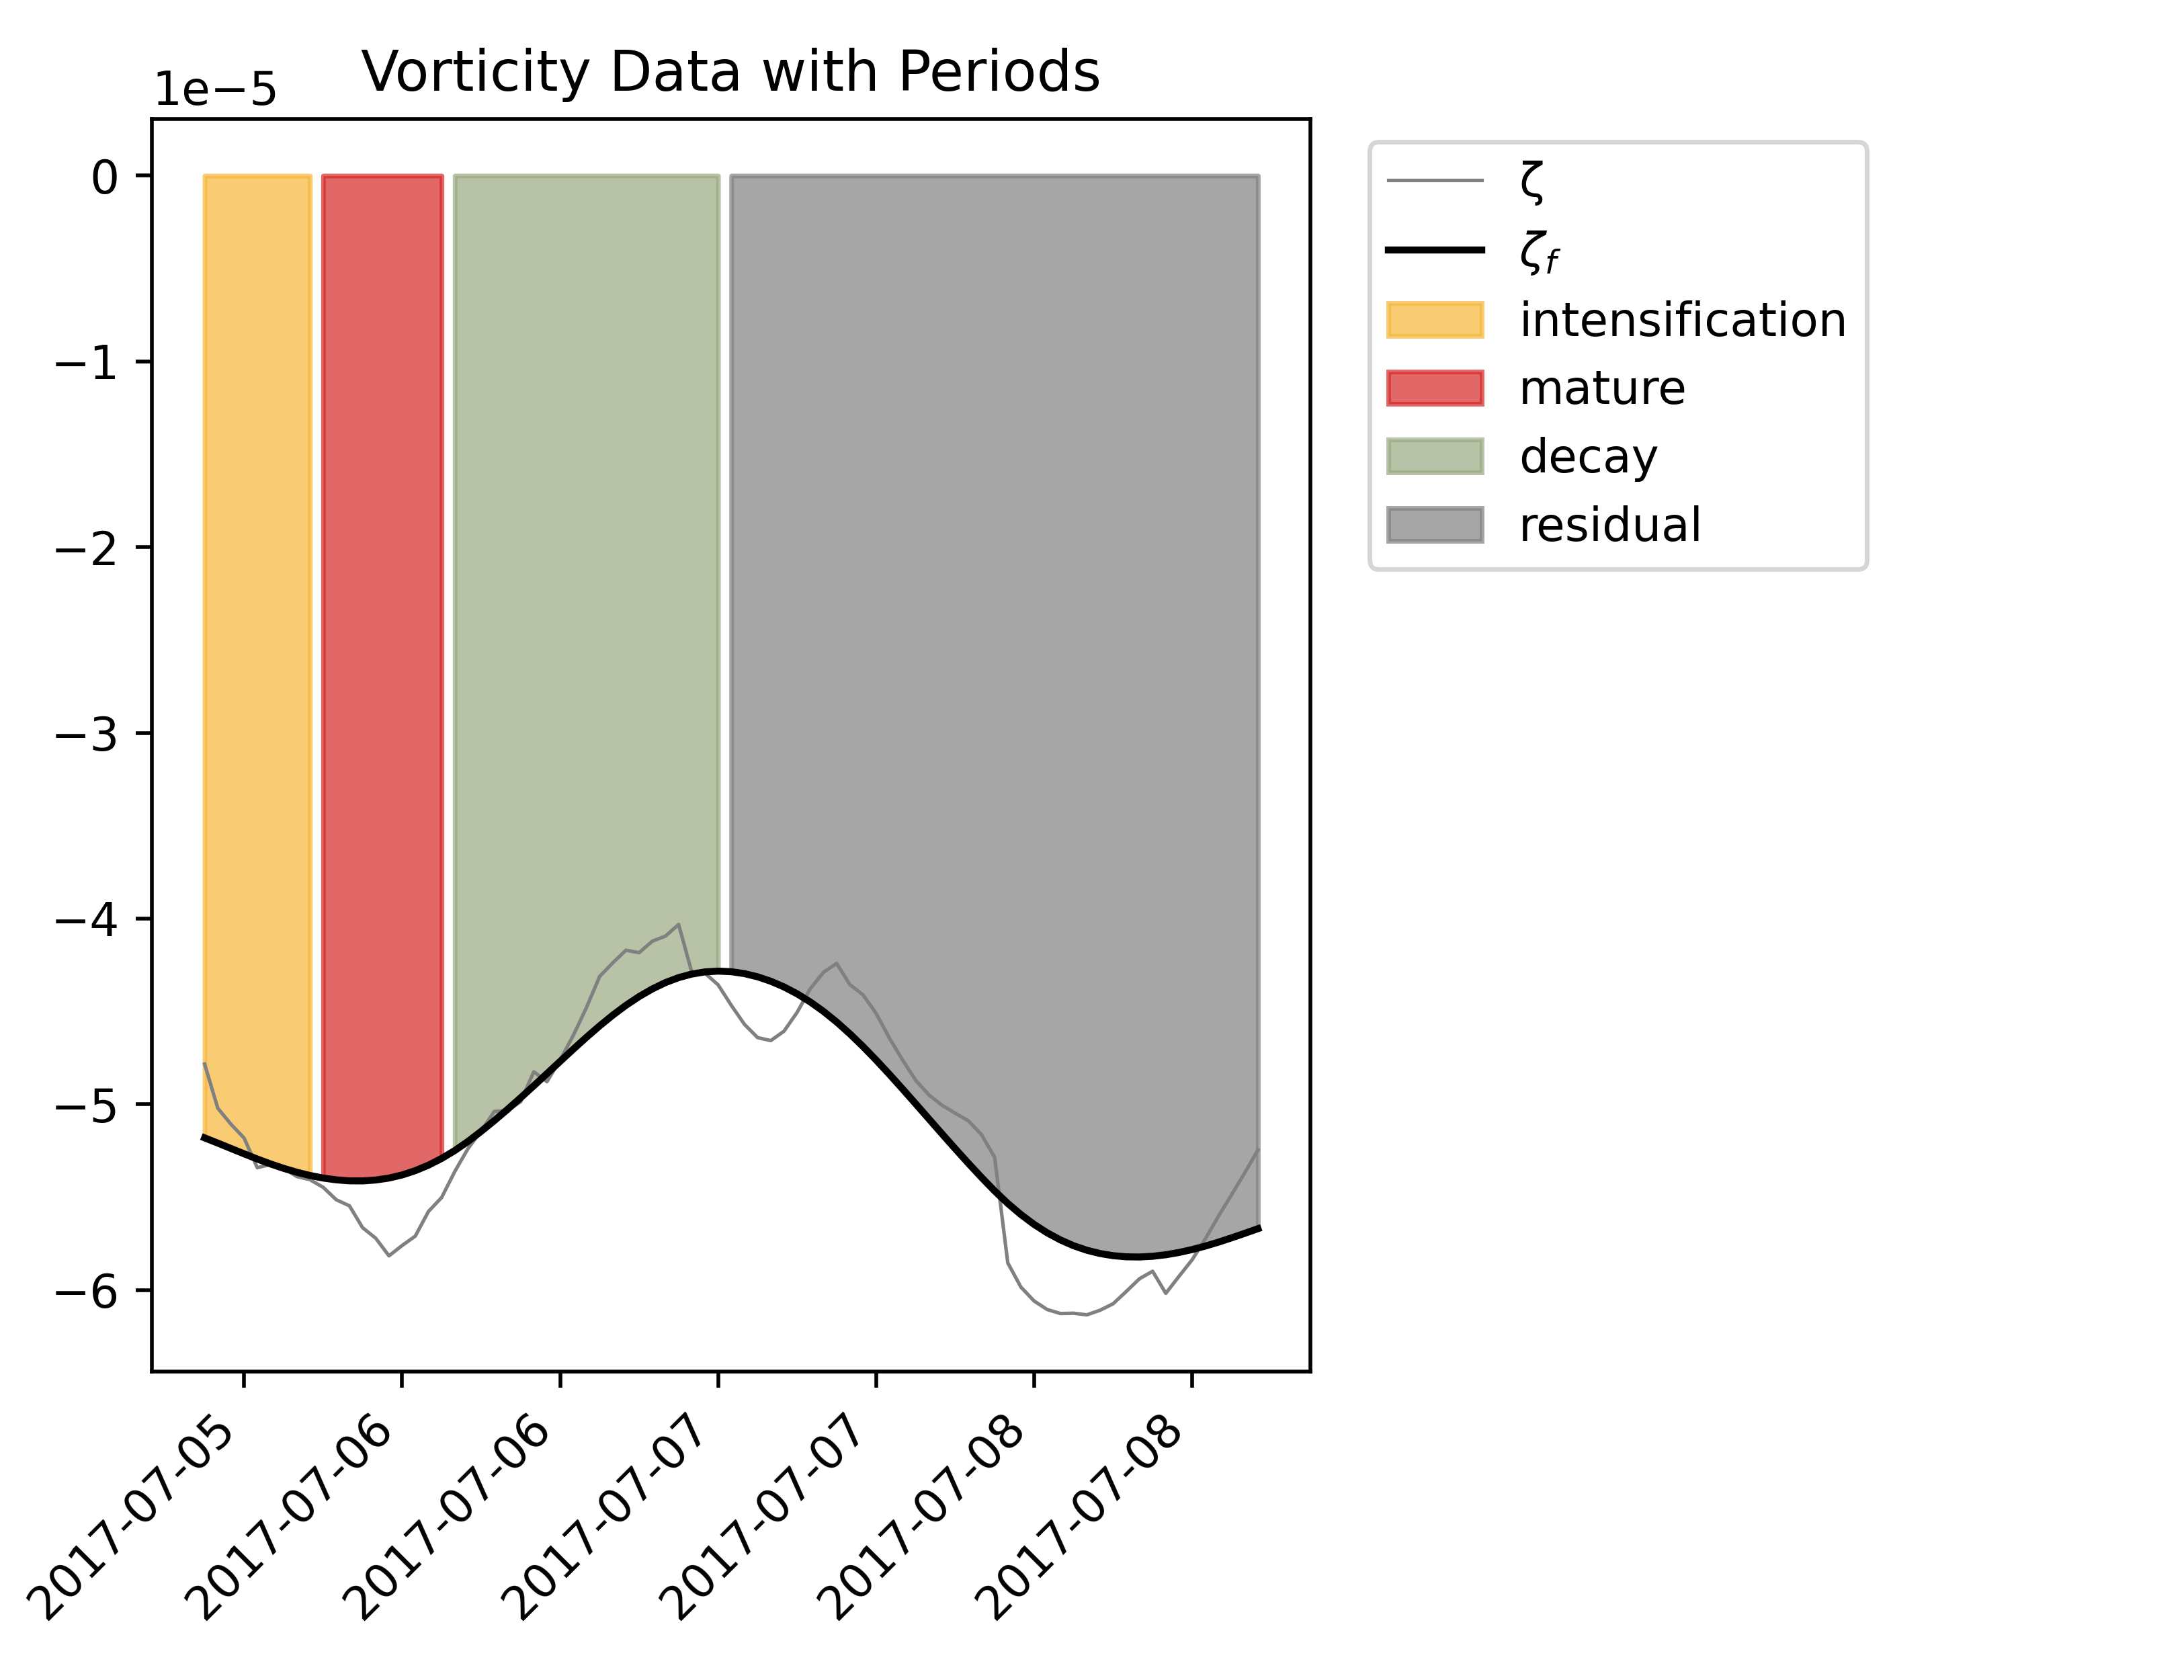 Vorticity Data with Periods
1e−5
0
−1
−2
−3
−4
−5
−6
2017-07-05
2017-07-06
2017-07-06
2017-07-07
2017-07-07
2017-07-08
2017-07-08
ζ
ζf
intensification
mature
decay
residual